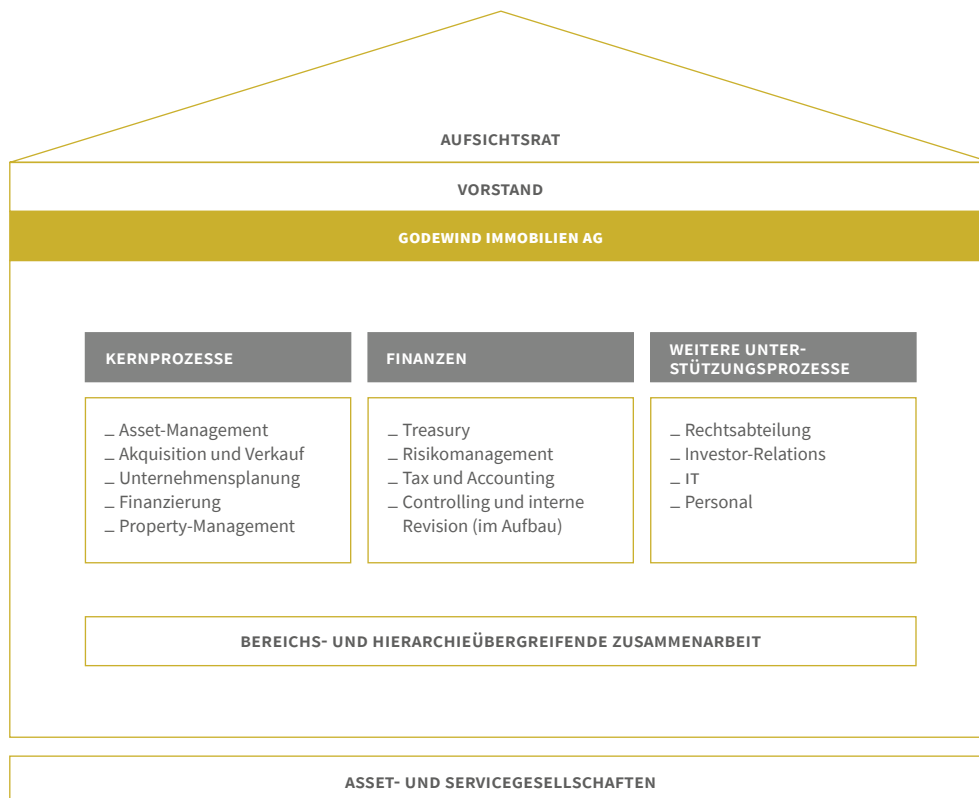 AUFSICHTSRAT
VORSTAND
GODEWIND IMMOBILIEN AG
KERNPROZESSE
_ Asset-Management
_ Akquisition und Verkauf
_ Unternehmensplanung
_ Finanzierung
_ Property-Management
FINANZEN
_ Treasury
_ Risikomanagement
_ Tax und Accounting
_ Controlling und interne
Revision (im Aufbau)
WEITERE UNTER-
STÜTZUNGSPROZESSE
_ Rechtsabteilung
_ Investor-Relations
_ IT
_ Personal
BEREICHS- UND HIERARCHIEÜBERGREIFENDE ZUSAMMENARBEIT
ASSET- UND SERVICEGESELLSCHAFTEN